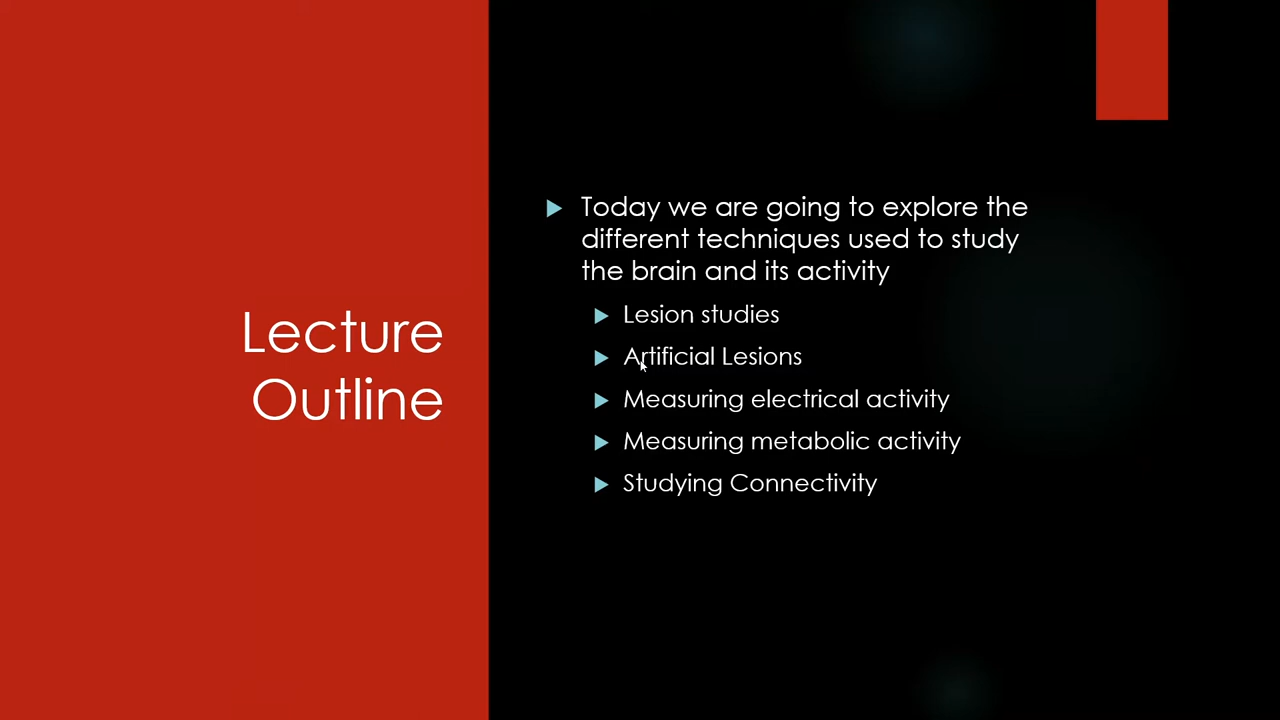 Lecture
Outline
Today we are going to explore the
different techniques used to study
the brain and its activity
Lesion studies
Artificial Lesions
Measuring electrical activity
Measuring metabolic activity
Studying Connectivity